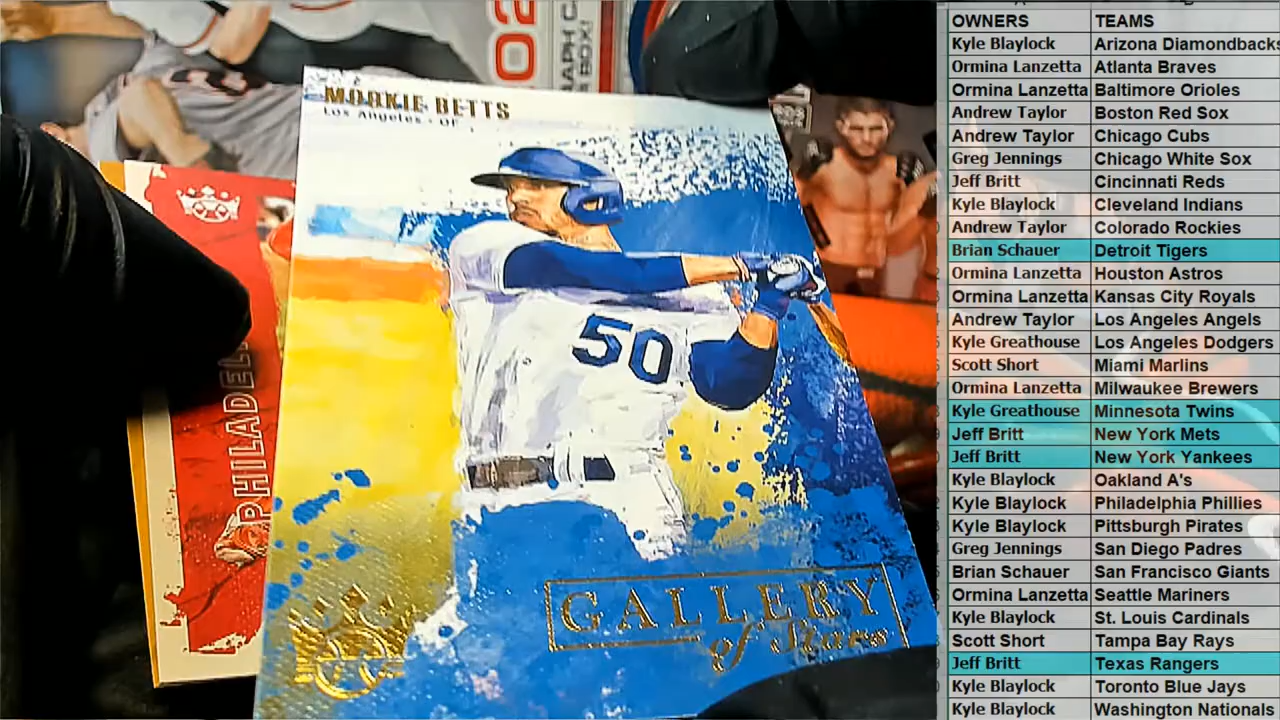 MOOKIE BETTS
Los Angeles - OF
50
GALLERY
of Stars
PHILADEL
202
APH CA
BOX!
OWNERS TEAMS
Kyle Blaylock Arizona Diamondbacks
Ormina Lanzetta Atlanta Braves
Ormina Lanzetta Baltimore Orioles
Andrew Taylor Boston Red Sox
Andrew Taylor Chicago Cubs
Greg Jennings Chicago White Sox
Jeff Britt Cincinnati Reds
Kyle Blaylock Cleveland Indians
Andrew Taylor Colorado Rockies
Brian Schauer Detroit Tigers
Ormina Lanzetta Houston Astros
Ormina Lanzetta Kansas City Royals
Andrew Taylor Los Angeles Angels
Kyle Greathouse Los Angeles Dodgers
Scott Short Miami Marlins
Ormina Lanzetta Milwaukee Brewers
Kyle Greathouse Minnesota Twins
Jeff Britt New York Mets
Jeff Britt New York Yankees
Kyle Blaylock Oakland A's
Kyle Blaylock Philadelphia Phillies
Kyle Blaylock Pittsburgh Pirates
Greg Jennings San Diego Padres
Brian Schauer San Francisco Giants
Ormina Lanzetta Seattle Mariners
Kyle Blaylock St. Louis Cardinals
Scott Short Tampa Bay Rays
Jeff Britt Texas Rangers
Kyle Blaylock Toronto Blue Jays
Kyle Blaylock Washington Nationals